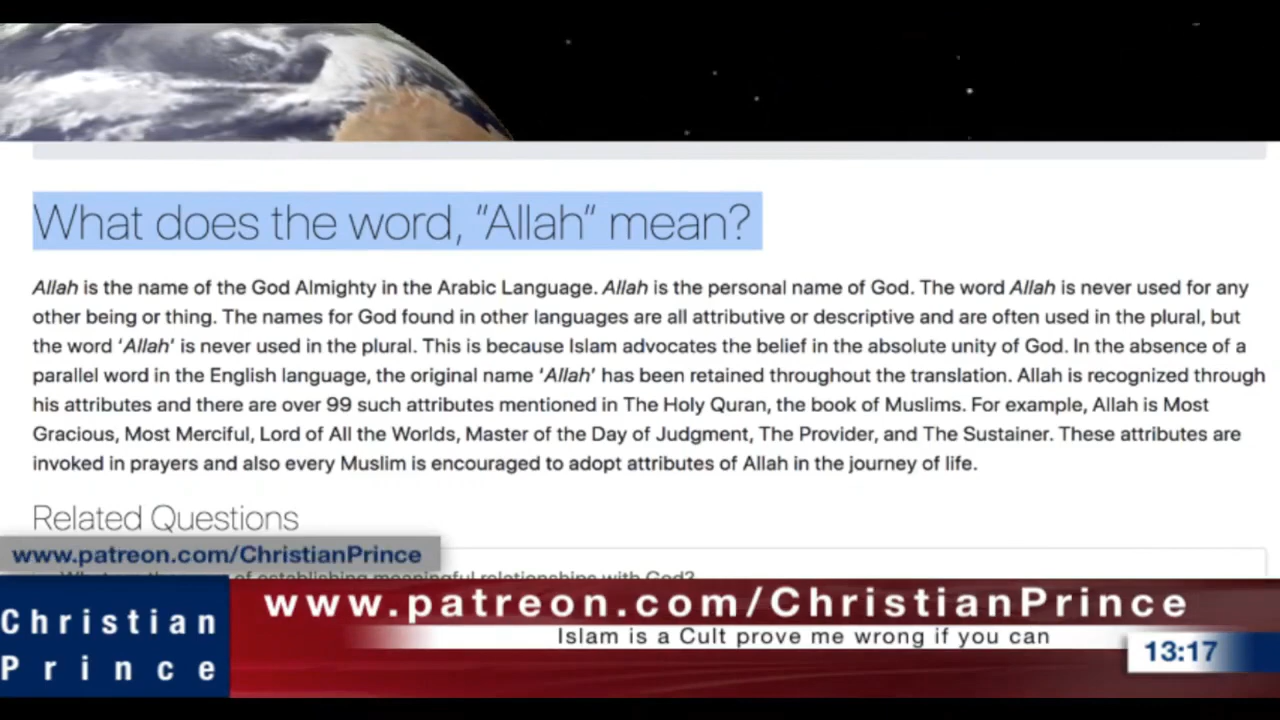 What does the word, "Allah" mean?
Allah is the name of the God Almighty in the Arabic Language. Allah is the personal name of God. The word Allah is never used for any
other being or thing. The names for God found in other languages are all attributive or descriptive and are often used in the plural, but
the word 'Allah' is never used in the plural. This is because Islam advocates the belief in the absolute unity of God. In the absence of a
parallel word in the English language, the original name 'Allah' has been retained throughout the translation. Allah is recognized through
his attributes and there are over 99 such attributes mentioned in The Holy Quran, the book of Muslims. For example, Allah is Most
Gracious, Most Merciful, Lord of All the Worlds, Master of the Day of Judgment, The Provider, and The Sustainer. These attributes are
invoked in prayers and also every Muslim is encouraged to adopt attributes of Allah in the journey of life.
Related Questions
www.patreon.com/ChristianPrince
of establishing meaningful relationships with God?
www.patreon.com/ChristianPrince
Islam is a Cult prove me wrong if you can
Christian
Prince
13:17